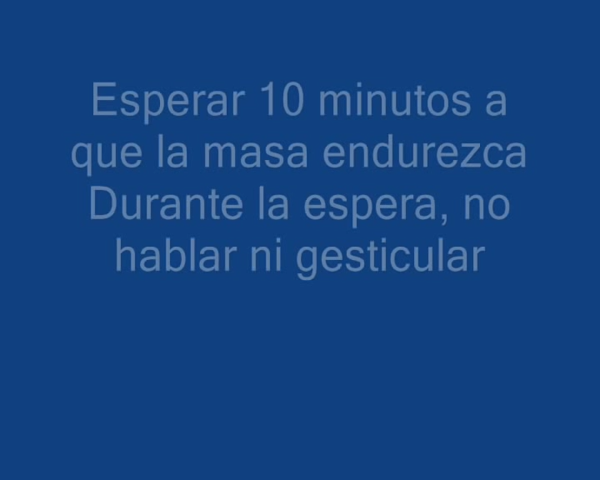 Esperar 10 minutos a
que la masa endurezca
Durante la espera, no
hablar ni gesticular